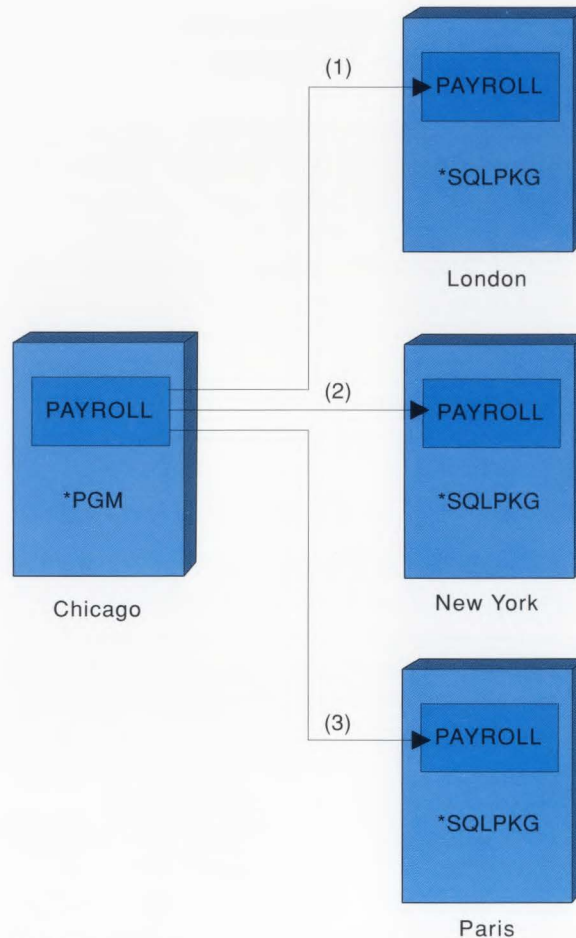 (1)
PAYROLL
*SQLPKG
London
PAYROLL
*PGM
Chicago
(2)
PAYROLL
*SQLPKG
New York
(3)
PAYROLL
*SQLPKG
Paris